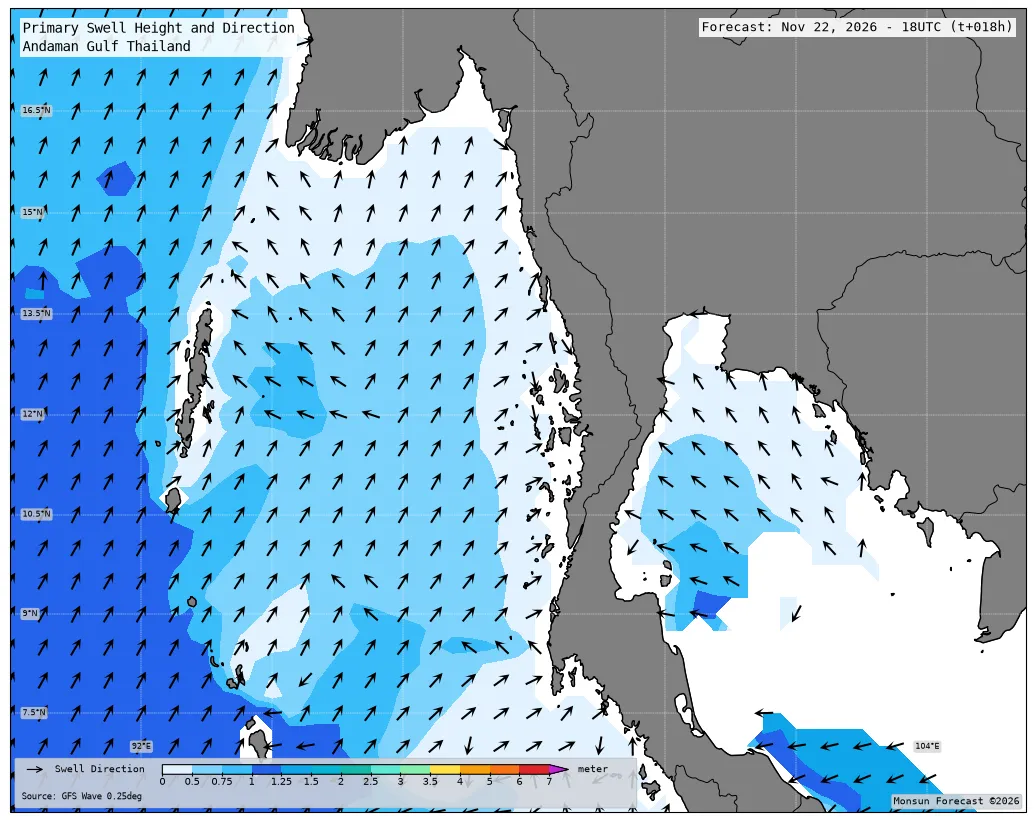 Primary Swell Height and Direction
Andaman Gulf Thailand
Forecast: Nov 22, 2026 - 18UTC (t+018h)
16.5°N
15°N
13.5°N
12°N
10.5°N
9°N
7.5°N
92°E
104°E
Swell Direction
meter
0 0.5 0.75 1.25 1.5 2 2.5 3 3.5 4 5 6 7
Source: GFS Wave 0.25deg
Monsun Forecast ©2026